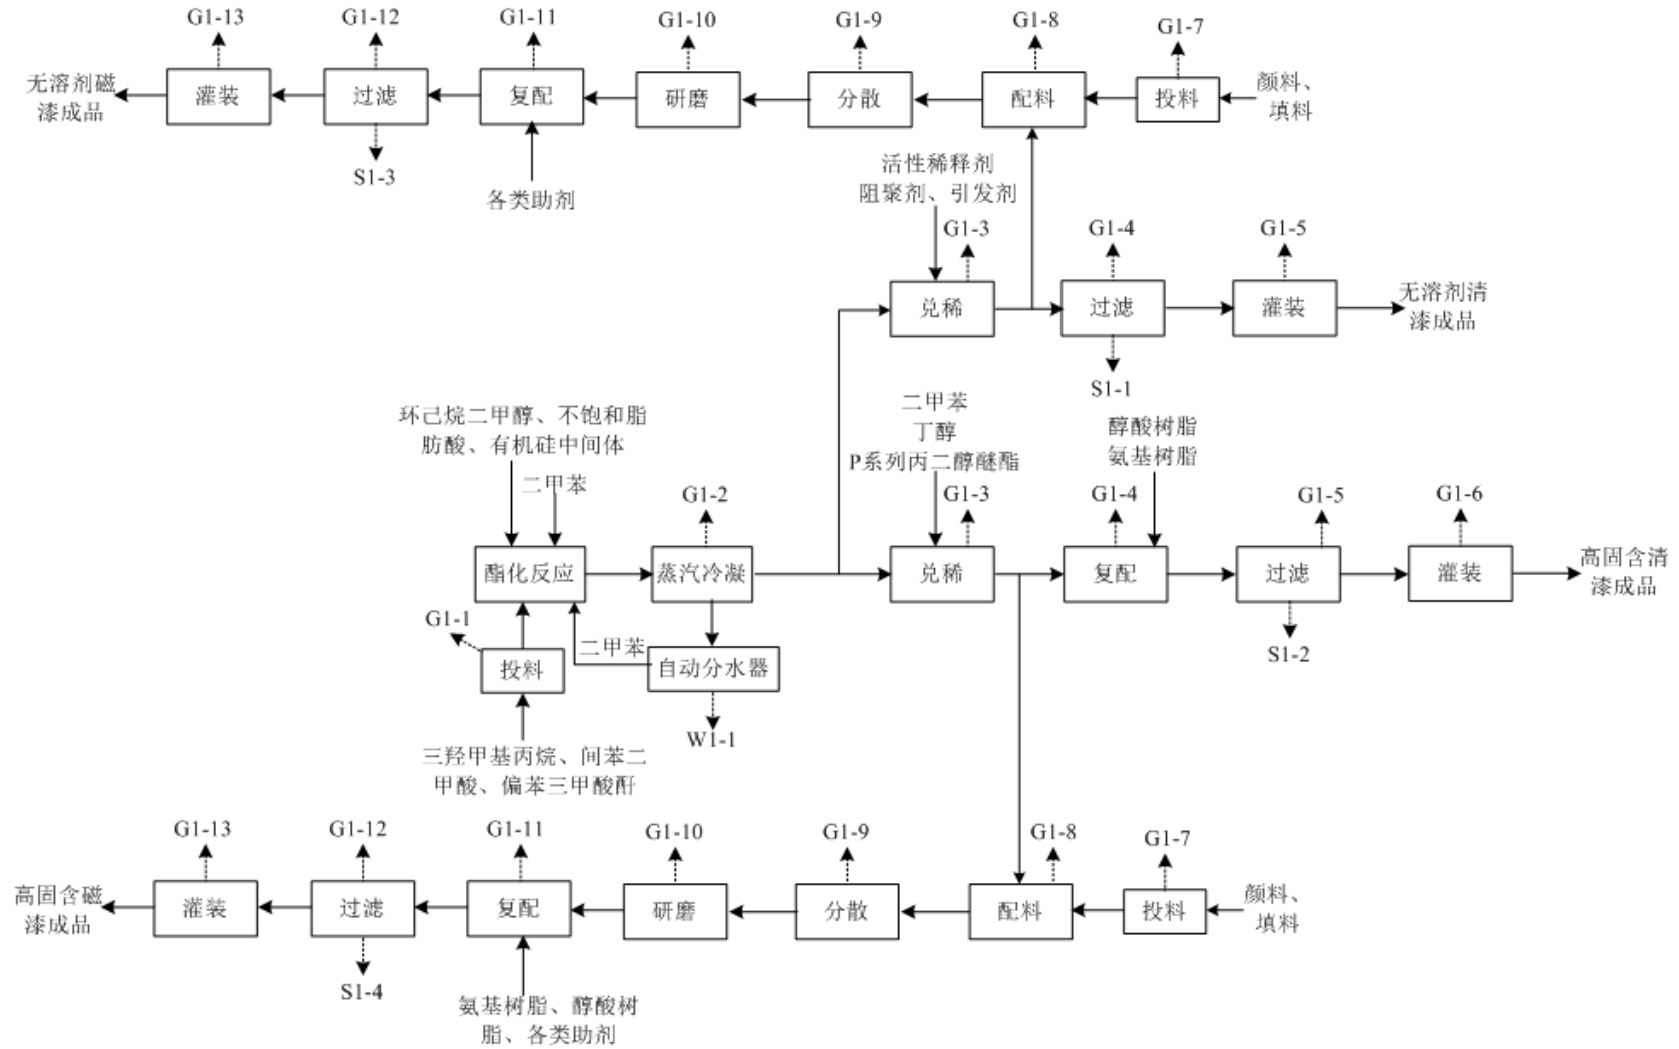 G1-13
G1-12
G1-11
G1-10
G1-9
G1-8
G1-7
无溶剂磁
漆成品
灌装
过滤
复配
研磨
分散
配料
投料
颜料、
填料
S1-3
各类助剂
活性稀释剂
阻聚剂、引发剂
G1-3
G1-4
G1-5
兑稀
过滤
灌装
无溶剂清
漆成品
S1-1
环己烷二甲醇、不饱和脂
肪酸、有机硅中间体
二甲苯
G1-2
二甲苯
丁醇
P系列丙二醇醚酯
G1-3
醇酸树脂
氨基树脂
G1-4
G1-5
G1-6
酯化反应
蒸汽冷凝
兑稀
复配
过滤
灌装
高固含清
漆成品
G1-1
二甲苯
投料
自动分水器
S1-2
W1-1
三羟甲基丙烷、间苯二
甲酸、偏苯三甲酸酐
G1-13
G1-12
G1-11
G1-10
G1-9
G1-8
G1-7
高固含磁
漆成品
灌装
过滤
复配
研磨
分散
配料
投料
颜料、
填料
S1-4
氨基树脂、醇酸树
脂、各类助剂